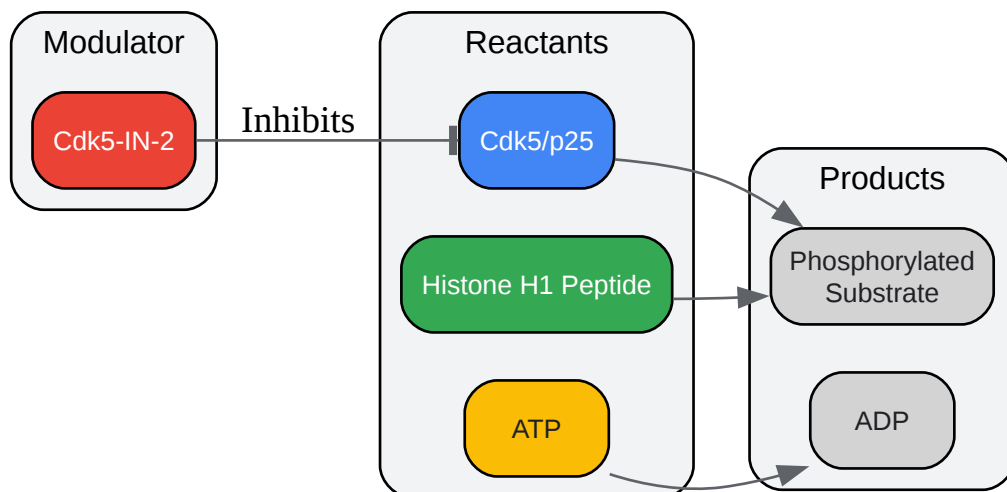 Modulator
Cdk5-IN-2
Inhibits
Reactants
Cdk5/p25
Histone H1 Peptide
ATP
Products
Phosphorylated
Substrate
ADP